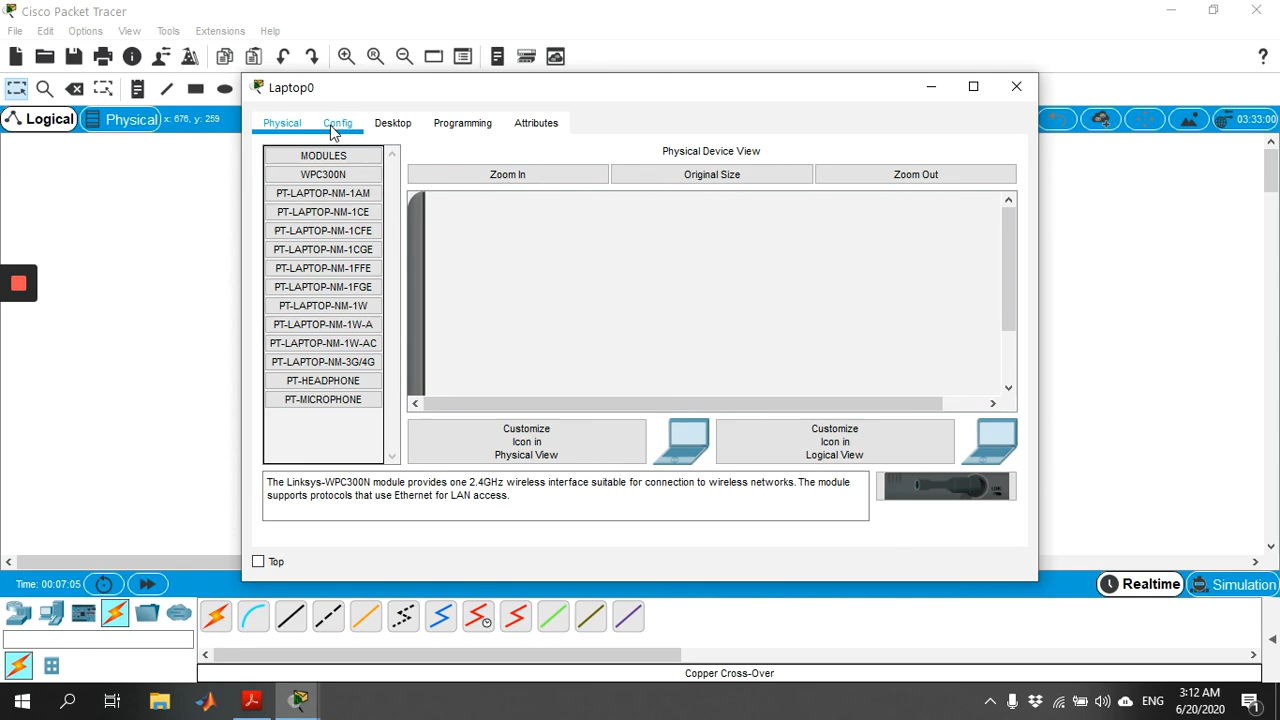 Cisco Packet Tracer
File Edit Options View Tools Extensions Help
Logical Physical x: 676, y: 259 03:33:00
Laptop0
Physical Config Desktop Programming Attributes
MODULES
WPC300N
PT-LAPTOP-NM-1AM
PT-LAPTOP-NM-1CE
PT-LAPTOP-NM-1CFE
PT-LAPTOP-NM-1CGE
PT-LAPTOP-NM-1FFE
PT-LAPTOP-NM-1FGE
PT-LAPTOP-NM-1W
PT-LAPTOP-NM-1W-A
PT-LAPTOP-NM-1W-AC
PT-LAPTOP-NM-3G/4G
PT-HEADPHONE
PT-MICROPHONE
Physical Device View
Zoom In Original Size Zoom Out
Customize
Icon in
Physical View
Customize
Icon in
Logical View
The Linksys-WPC300N module provides one 2.4GHz wireless interface suitable for connection to wireless networks. The module
supports protocols that use Ethernet for LAN access.
Top
Time: 00:07:05 Realtime Simulation
Copper Cross-Over
ENG
3:12 AM
6/20/2020
1